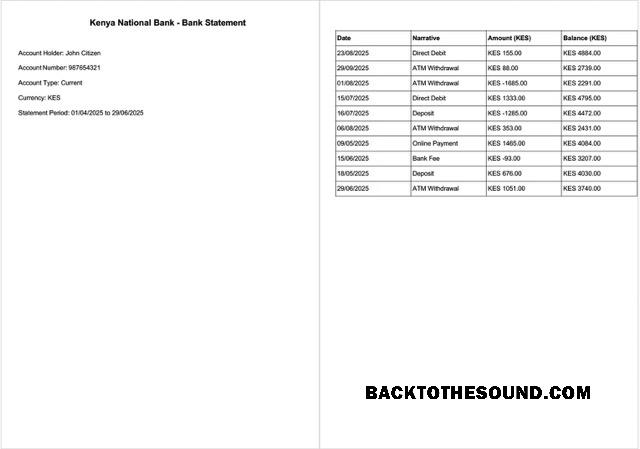 Kenya National Bank - Bank Statement
Account Holder: John Citizen
Account Number: 987654321
Account Type: Current
Currency: KES
Statement Period: 01/04/2025 to 29/06/2025
Date Narrative Amount (KES) Balance (KES)
23/08/2025 Direct Debit KES 155.00 KES 4884.00
29/09/2025 ATM Withdrawal KES 88.00 KES 2739.00
01/08/2025 ATM Withdrawal KES -1685.00 KES 2291.00
15/07/2025 Direct Debit KES 1333.00 KES 4795.00
16/07/2025 Deposit KES -1285.00 KES 4472.00
06/08/2025 ATM Withdrawal KES 353.00 KES 2431.00
09/05/2025 Online Payment KES 1465.00 KES 4084.00
15/06/2025 Bank Fee KES -93.00 KES 3207.00
18/05/2025 Deposit KES 676.00 KES 4030.00
29/06/2025 ATM Withdrawal KES 1051.00 KES 3740.00
BACKTOTHESOUND.COM